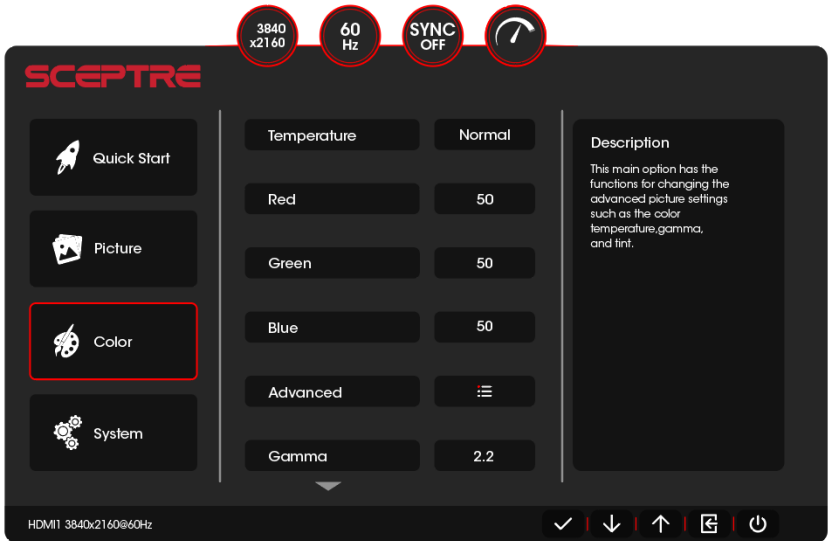 3840
x2160
60
Hz
SYNC
OFF
SCEPTRE
Quick Start
Picture
Color
System
Temperature Normal
Red 50
Green 50
Blue 50
Advanced
Gamma 2.2
Description
This main option has the
functions for changing the
advanced picture settings
such as the color
temperature,gamma,
and tint.
HDMI1 3840x2160@60Hz